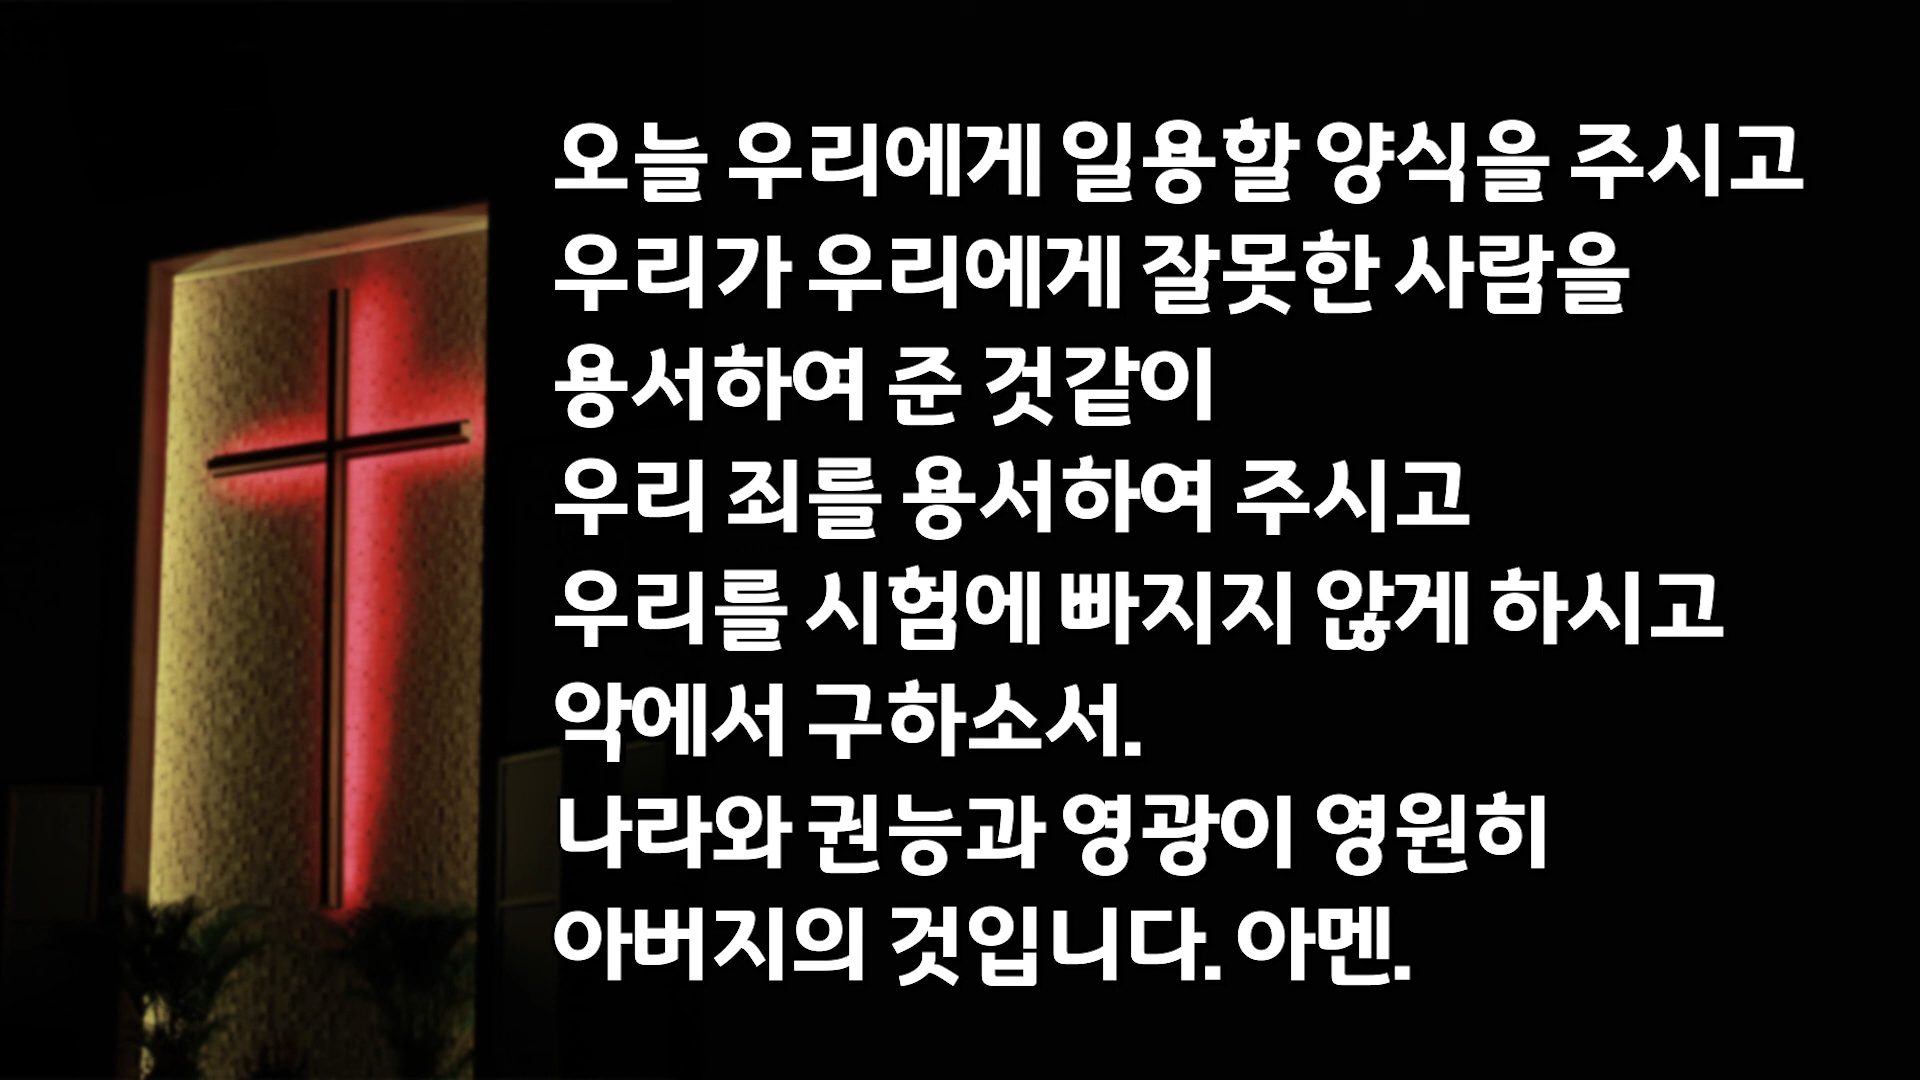 오늘 우리에게 일용할 양식을 주시고
우리가 우리에게 잘못한 사람을
용서하여 준 것같이
우리 죄를 용서하여 주시고
우리를 시험에 빠지지 않게 하시고
악에서 구하소서.
나라와 권능과 영광이 영원히
아버지의 것입니다. 아멘.